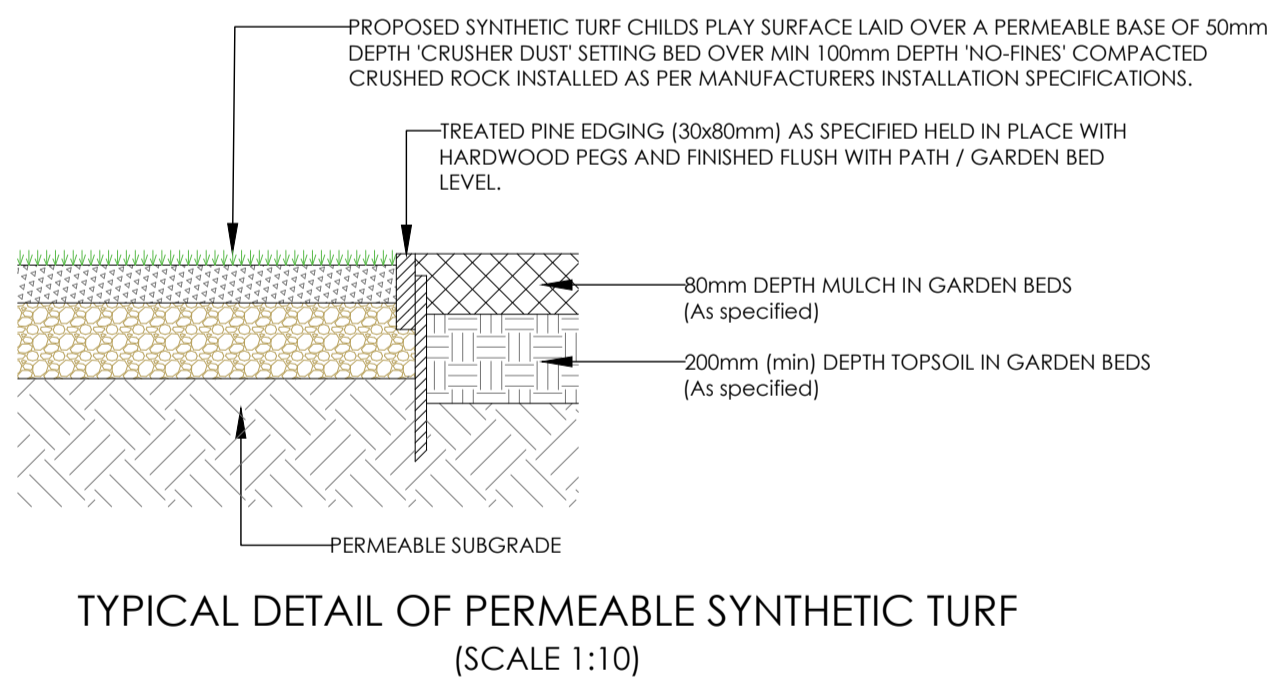 PROPOSED SYNTHETIC TURF CHILDS PLAY SURFACE LAID OVER A PERMEABLE BASE OF 50mm
DEPTH 'CRUSHER DUST' SETTING BED OVER MIN 100mm DEPTH 'NO-FINES' COMPACTED
CRUSHED ROCK INSTALLED AS PER MANUFACTURERS INSTALLATION SPECIFICATIONS.
TREATED PINE EDGING (30x80mm) AS SPECIFIED HELD IN PLACE WITH
HARDWOOD PEGS AND FINISHED FLUSH WITH PATH / GARDEN BED
LEVEL.
80mm DEPTH MULCH IN GARDEN BEDS
(As specified)
200mm (min) DEPTH TOPSOIL IN GARDEN BEDS
(As specified)
PERMEABLE SUBGRADE
TYPICAL DETAIL OF PERMEABLE SYNTHETIC TURF
(SCALE 1:10)